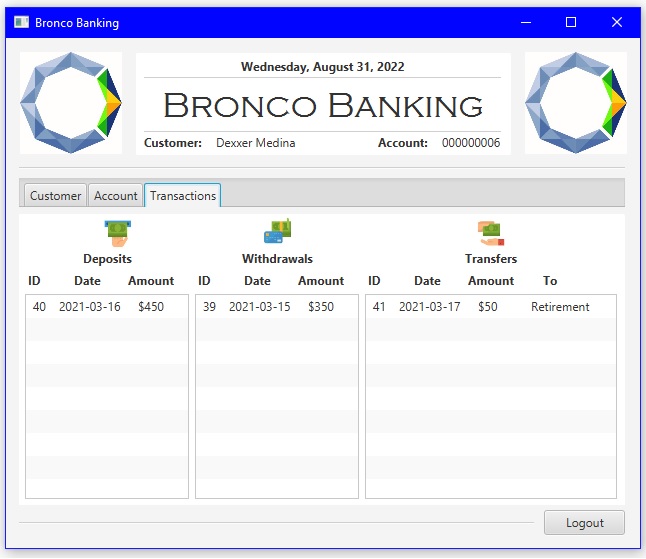 Bronco Banking
Wednesday, August 31, 2022
BRONCO BANKING
Customer: Dexxer Medina Account: 000000006
Customer Account Transactions
Deposits Withdrawals Transfers
ID Date Amount ID Date Amount ID Date Amount To
40 2021-03-16 $450 39 2021-03-15 $350 41 2021-03-17 $50 Retirement
Logout